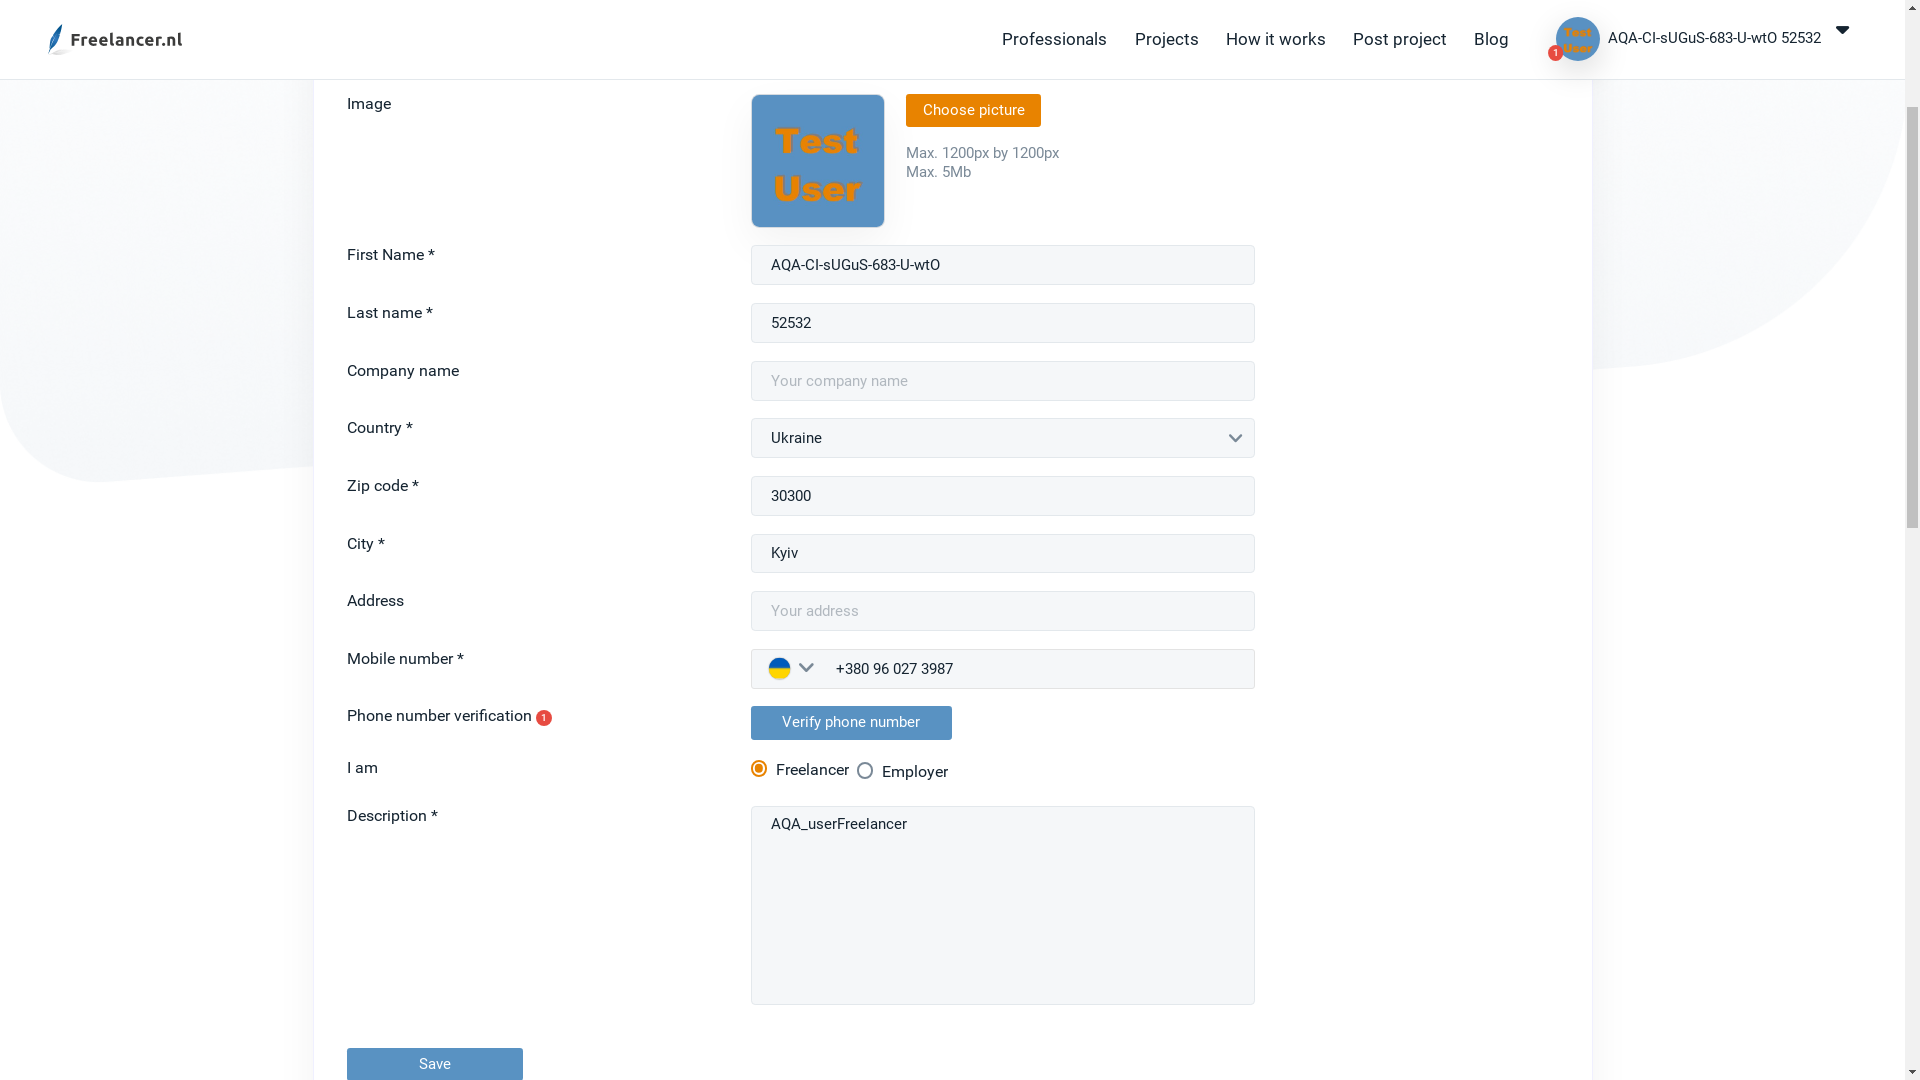 Freelancer.nl
Professionals
Projects
How it works
Post project
Blog
Test
User
1
AQA-CI-sUGuS-683-U-wtO 52532
Image
Test
User
Choose picture
Max. 1200px by 1200px
Max. 5Mb
First Name *
AQA-CI-sUGuS-683-U-wtO
Last name *
52532
Company name
Your company name
Country *
Ukraine
Zip code *
30300
City *
Kyiv
Address
Your address
Mobile number *
+380 96 027 3987
Phone number verification 1
Verify phone number
I am
Freelancer
Employer
Description *
AQA_userFreelancer
Save